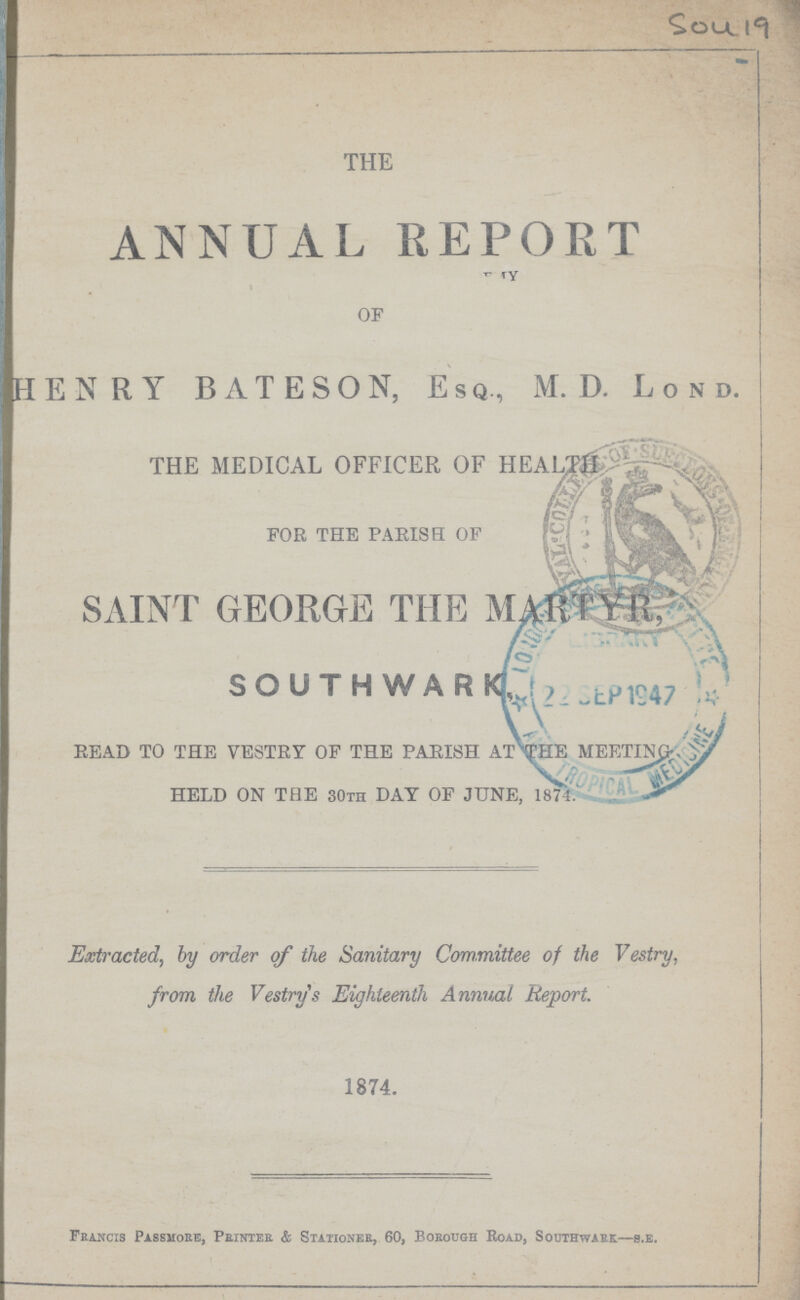 Sou 19
THE
ANNUAL REPORT
OF
HENRY BATESON, ESQ., M. D. LOND.
THE MEDICAL OFFICER OF HEALTH
FOR THE PARISH OF
SAINT GEORGE THE MARTYR,
SOUTHWARK,
SEP 1947
READ TO THE VESTRY OF THE PARISH AT THE MEETING
HELD ON THE 30TH DAY OF JUNE, 1874.
TROPICAL MEDICINE
Extracted, by order of the Sanitary Committee of the Vestry,
from the Vestry's Eighteenth Annual Report.
1874.
FRANCIS PASSMORE, PRINTER & STATIONER, 60, BOROUGH ROAD, SOUTHWARK—S.E.